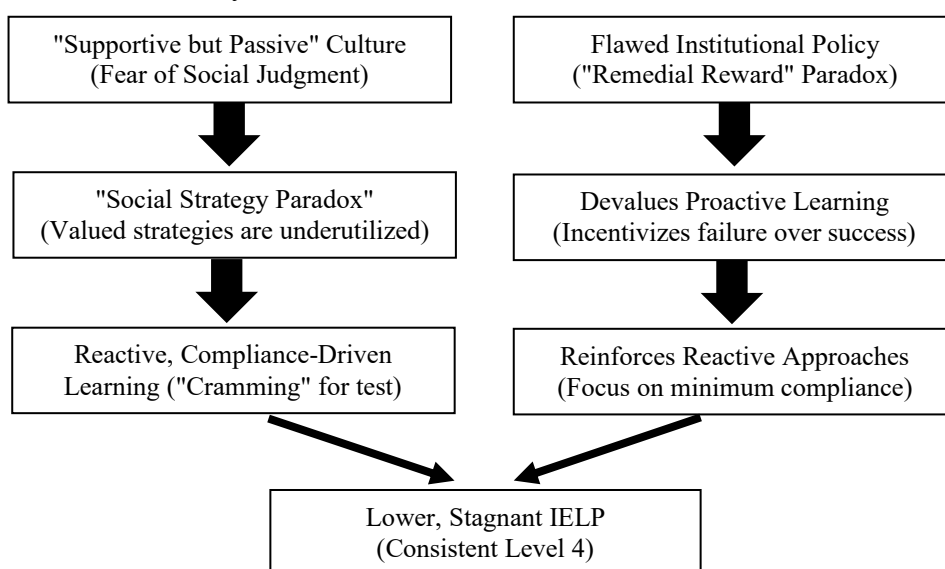 "Supportive but Passive" Culture
(Fear of Social Judgment)
Flawed Institutional Policy
("Remedial Reward" Paradox)
"Social Strategy Paradox"
(Valued strategies are underutilized)
Devalues Proactive Learning
(Incentivizes failure over success)
Reactive, Compliance-Driven
Learning ("Cramming" for test)
Reinforces Reactive Approaches
(Focus on minimum compliance)
Lower, Stagnant IELP
(Consistent Level 4)